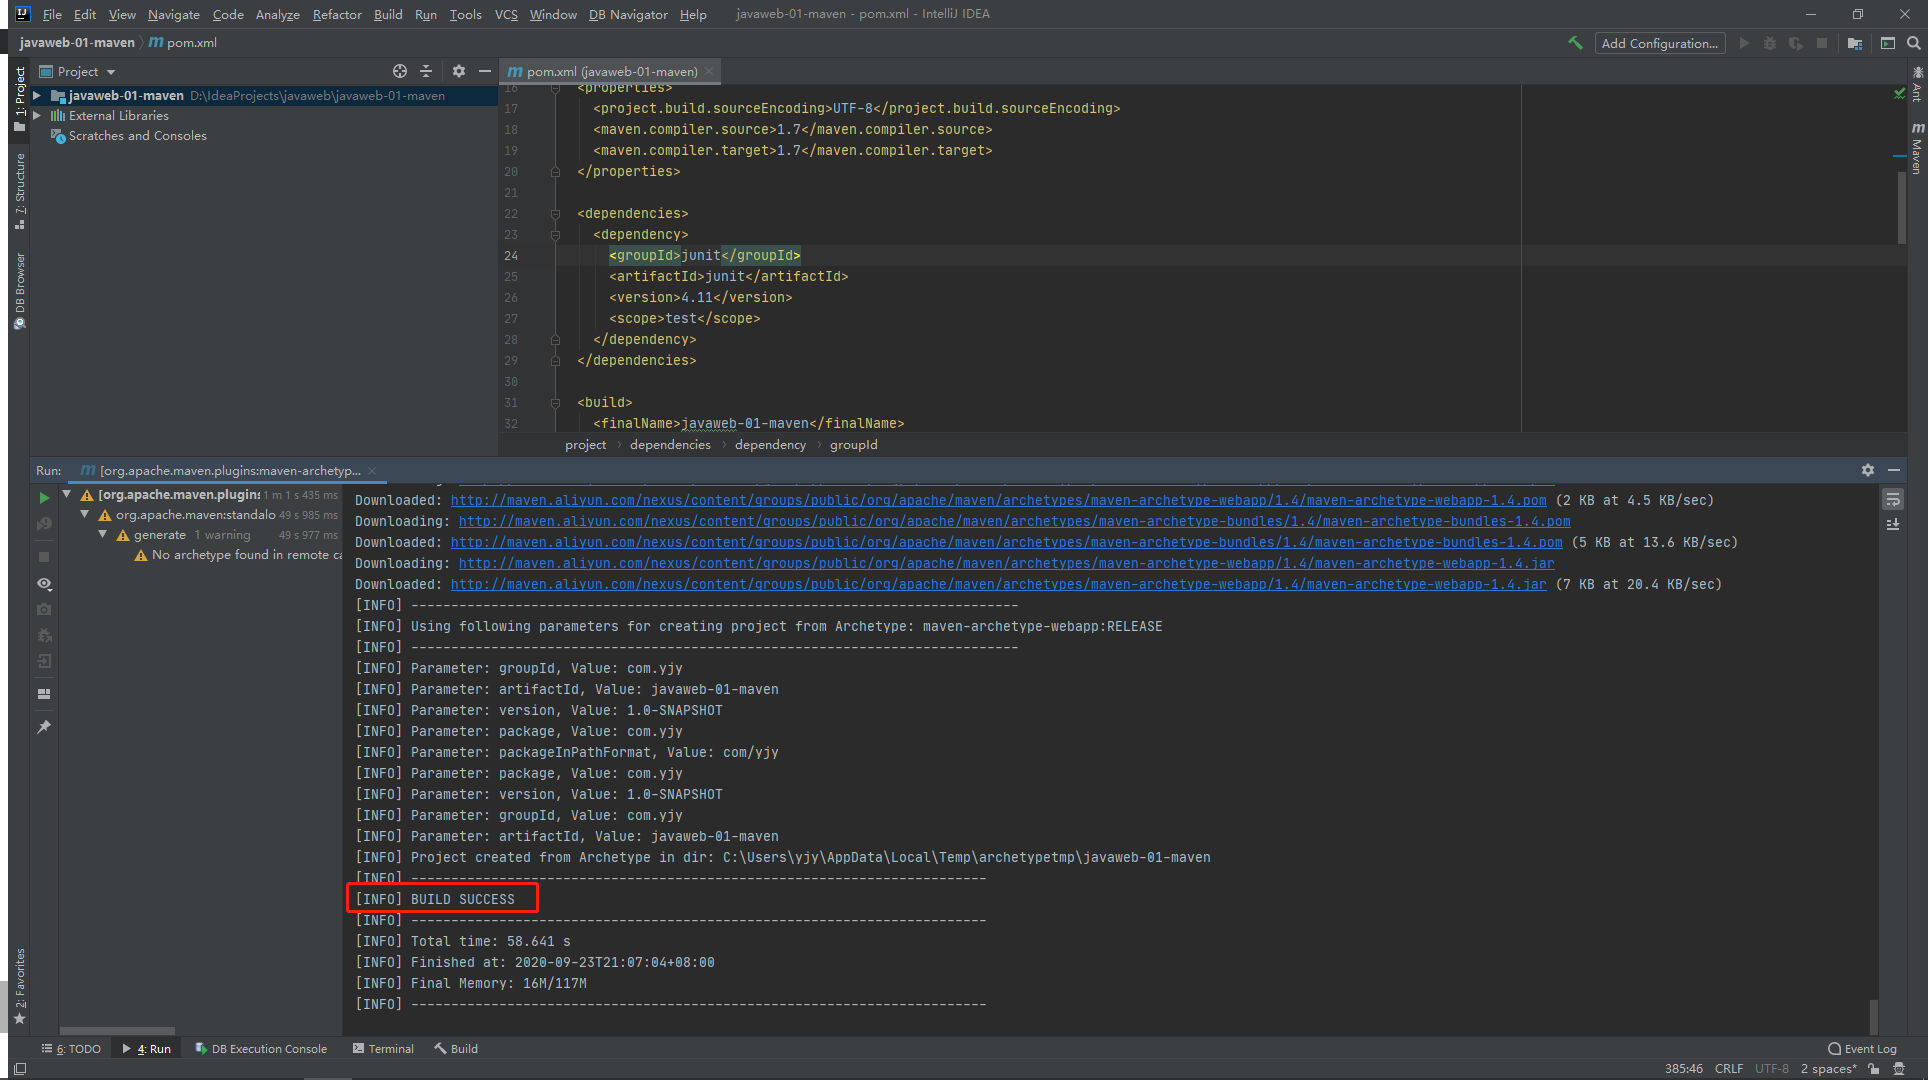 File Edit View Navigate Code Analyze Refactor Build Run Tools VCS Window DB Navigator Help javaweb-01-maven - pom.xml - IntelliJ IDEA
javaweb-01-maven pom.xml
Add Configuration...
Project
pom.xml (javaweb-01-maven)
javaweb-01-maven D:\IdeaProjects\javaweb\javaweb-01-maven
External Libraries
Scratches and Consoles
1: Project
7: Structure
DB Browser
2: Favorites
Ant
Maven
16 <properties>
17 <project.build.sourceEncoding>UTF-8</project.build.sourceEncoding>
18 <maven.compiler.source>1.7</maven.compiler.source>
19 <maven.compiler.target>1.7</maven.compiler.target>
20 </properties>
21
22 <dependencies>
23 <dependency>
24 <groupId>junit</groupId>
25 <artifactId>junit</artifactId>
26 <version>4.11</version>
27 <scope>test</scope>
28 </dependency>
29 </dependencies>
30
31 <build>
32 <finalName>javaweb-01-maven</finalName>
project › dependencies › dependency › groupId
Run: [org.apache.maven.plugins:maven-archetyp...
[org.apache.maven.plugins: 1 m 1 s 435 ms
org.apache.maven:standalo 49 s 985 ms
generate 1 warning 49 s 977 ms
No archetype found in remote ca
Downloaded: http://maven.aliyun.com/nexus/content/groups/public/org/apache/maven/archetypes/maven-archetype-webapp/1.4/maven-archetype-webapp-1.4.pom (2 KB at 4.5 KB/sec)
Downloading: http://maven.aliyun.com/nexus/content/groups/public/org/apache/maven/archetypes/maven-archetype-bundles/1.4/maven-archetype-bundles-1.4.pom
Downloaded: http://maven.aliyun.com/nexus/content/groups/public/org/apache/maven/archetypes/maven-archetype-bundles/1.4/maven-archetype-bundles-1.4.pom (5 KB at 13.6 KB/sec)
Downloading: http://maven.aliyun.com/nexus/content/groups/public/org/apache/maven/archetypes/maven-archetype-webapp/1.4/maven-archetype-webapp-1.4.jar
Downloaded: http://maven.aliyun.com/nexus/content/groups/public/org/apache/maven/archetypes/maven-archetype-webapp/1.4/maven-archetype-webapp-1.4.jar (7 KB at 20.4 KB/sec)
[INFO] ----------------------------------------------------------------------------
[INFO] Using following parameters for creating project from Archetype: maven-archetype-webapp:RELEASE
[INFO] ----------------------------------------------------------------------------
[INFO] Parameter: groupId, Value: com.yjy
[INFO] Parameter: artifactId, Value: javaweb-01-maven
[INFO] Parameter: version, Value: 1.0-SNAPSHOT
[INFO] Parameter: package, Value: com.yjy
[INFO] Parameter: packageInPathFormat, Value: com/yjy
[INFO] Parameter: package, Value: com.yjy
[INFO] Parameter: version, Value: 1.0-SNAPSHOT
[INFO] Parameter: groupId, Value: com.yjy
[INFO] Parameter: artifactId, Value: javaweb-01-maven
[INFO] Project created from Archetype in dir: C:\Users\yjy\AppData\Local\Temp\archetypetmp\javaweb-01-maven
[INFO] ------------------------------------------------------------------------
[INFO] BUILD SUCCESS
[INFO] ------------------------------------------------------------------------
[INFO] Total time: 58.641 s
[INFO] Finished at: 2020-09-23T21:07:04+08:00
[INFO] Final Memory: 16M/117M
[INFO] ------------------------------------------------------------------------
6: TODO 4: Run DB Execution Console Terminal Build Event Log
385:46 CRLF UTF-8 2 spaces*